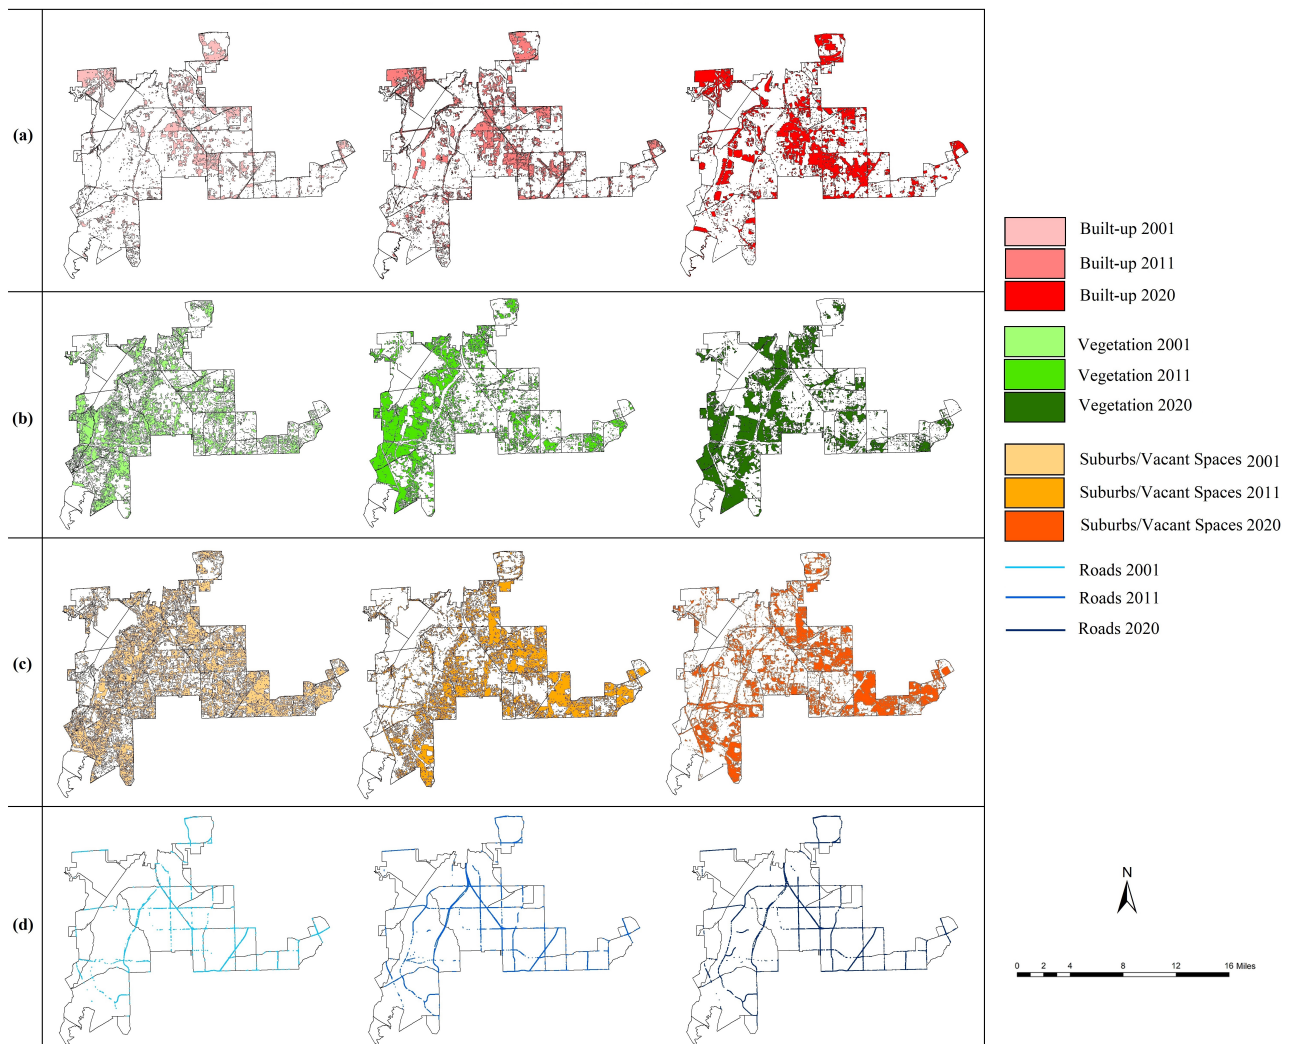 (a)
(b)
(c)
(d)
Built-up 2001
Built-up 2011
Built-up 2020
Vegetation 2001
Vegetation 2011
Vegetation 2020
Suburbs/Vacant Spaces 2001
Suburbs/Vacant Spaces 2011
Suburbs/Vacant Spaces 2020
Roads 2001
Roads 2011
Roads 2020
N
0 2 4 8 12 16 Miles